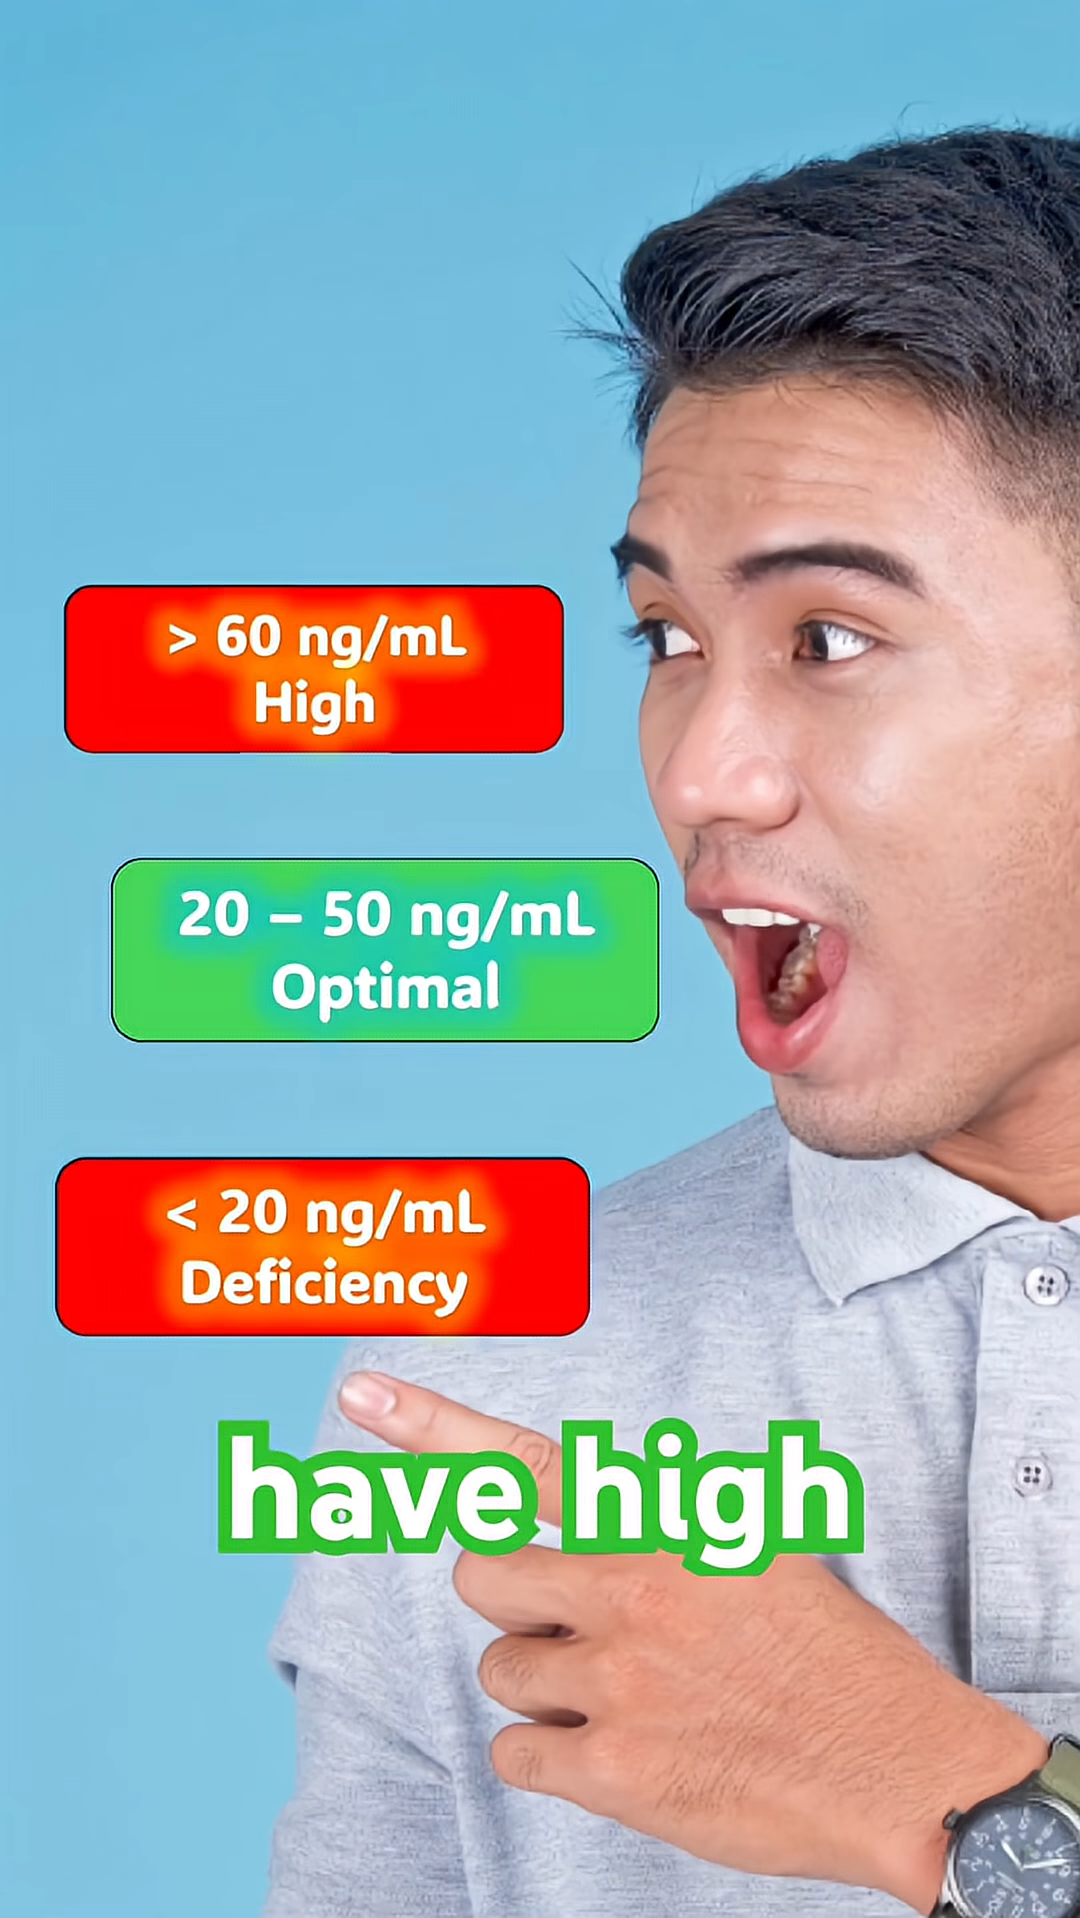 > 60 ng/mL
High
20 – 50 ng/mL
Optimal
< 20 ng/mL
Deficiency
have high